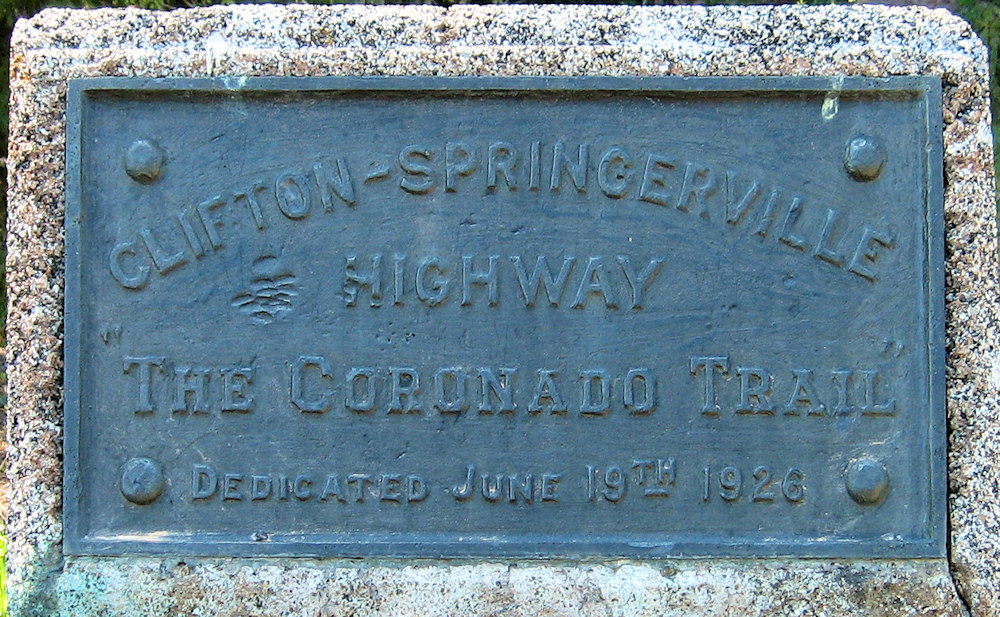 CLIFTON-SPRINGERVILLE
HIGHWAY
"THE CORONADO TRAIL"
DEDICATED JUNE 19TH 1926